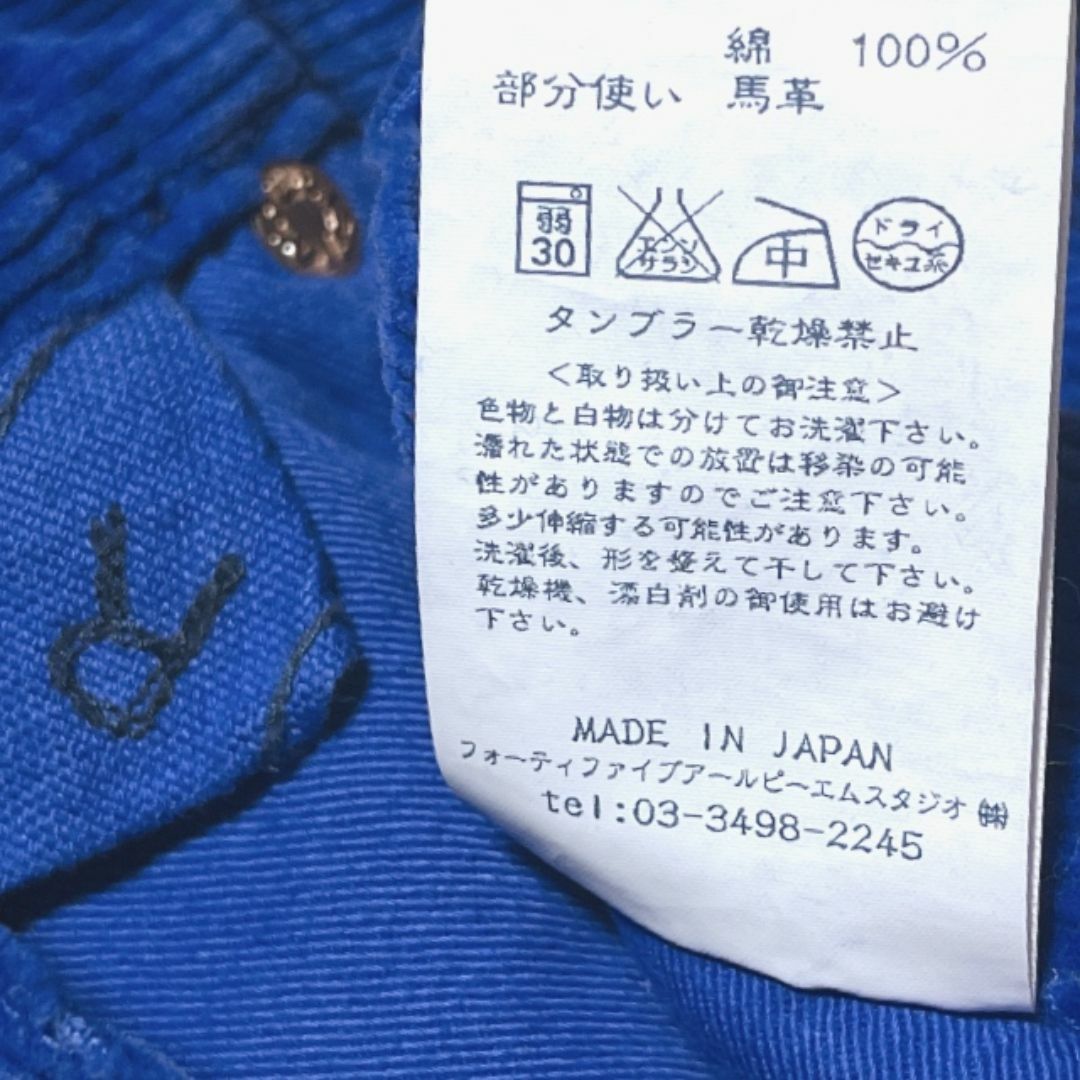 綿 100%
部分使い 馬革
弱
30
エンソ
サラシ
中
ドライ
セキユ系
タンブラー乾燥禁止
<取り扱い上の御注意>
色物と白物は分けてお洗濯下さい。
濡れた状態での放置は移染の可能
性がありますのでご注意下さい。
多少伸縮する可能性があります。
洗濯後、形を整えて干して下さい。
乾燥機、漂白剤の御使用はお避け
下さい。
MADE IN JAPAN
フォーティファイブアールピーエムスタジオ㈱
tel:03-3498-2245